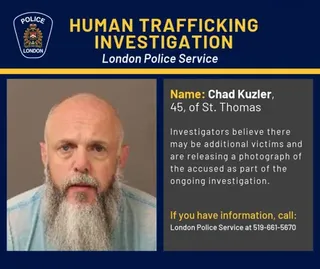 POLICE
LONDON
HUMAN TRAFFICKING
INVESTIGATION
London Police Service
Name: Chad Kuzler,
45, of St. Thomas
Investigators believe there
may be additional victims and
are releasing a photograph of
the accused as part of the
ongoing investigation.
If you have information, call:
London Police Service at 519-661-5670